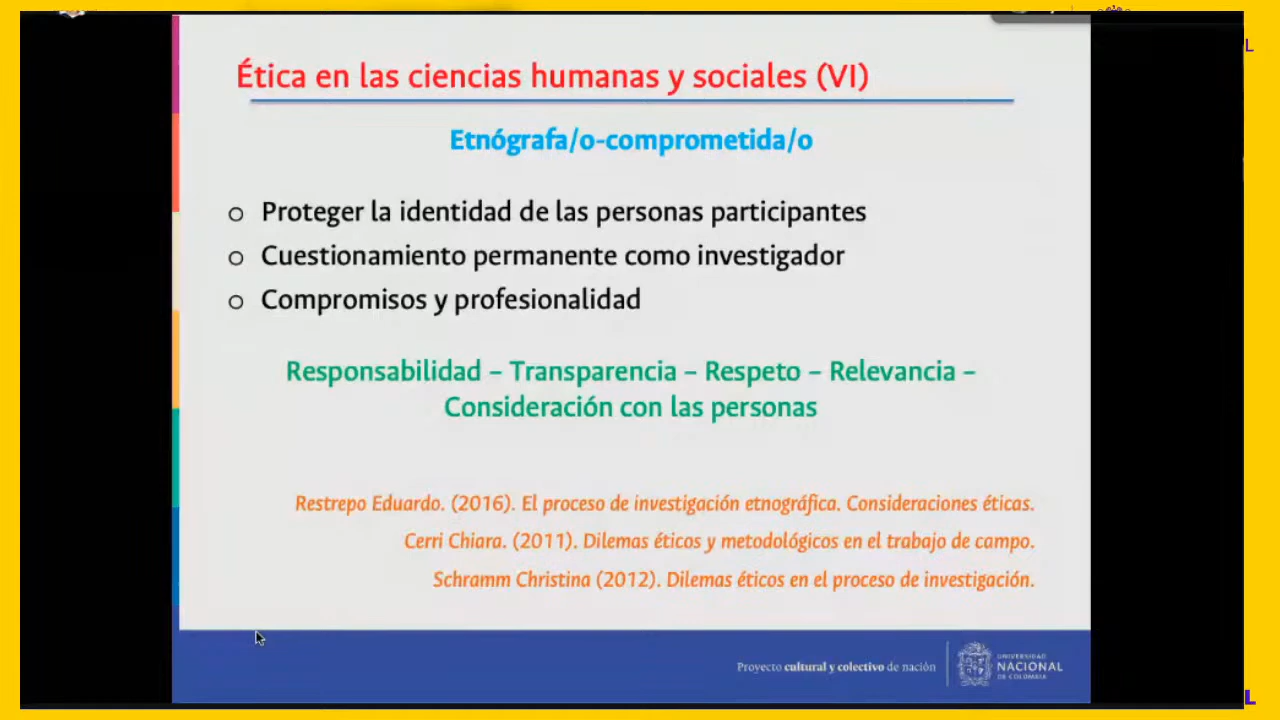 Ética en las ciencias humanas y sociales (VI)
Etnógrafa/o-comprometida/o
o Proteger la identidad de las personas participantes
o Cuestionamiento permanente como investigador
o Compromisos y profesionalidad
Responsabilidad – Transparencia – Respeto – Relevancia –
Consideración con las personas
Restrepo Eduardo. (2016). El proceso de investigación etnográfica. Consideraciones éticas.
Cerri Chiara. (2011). Dilemas éticos y metodológicos en el trabajo de campo.
Schramm Christina (2012). Dilemas éticos en el proceso de investigación.
Proyecto cultural y colectivo de nación
UNIVERSIDAD
NACIONAL
DE COLOMBIA
L
L